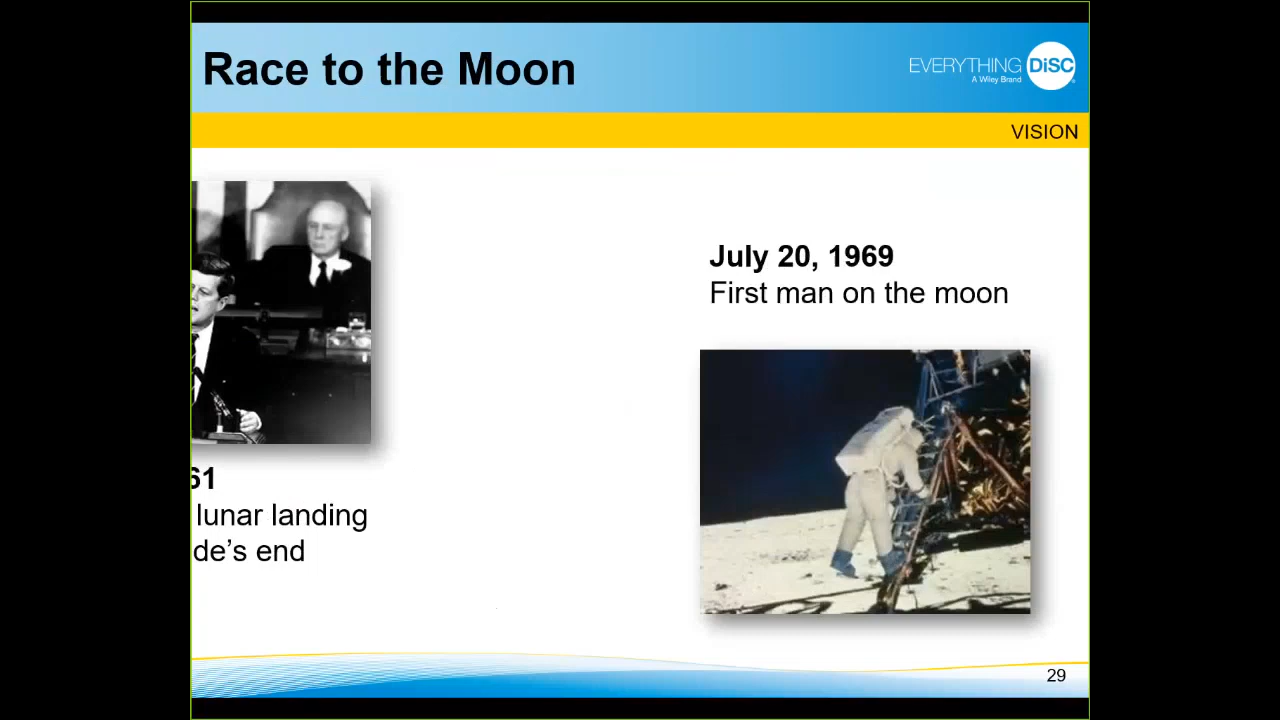 Race to the Moon
EVERYTHING DiSC
A Wiley Brand
VISION
July 20, 1969
First man on the moon
61
lunar landing
de's end
29